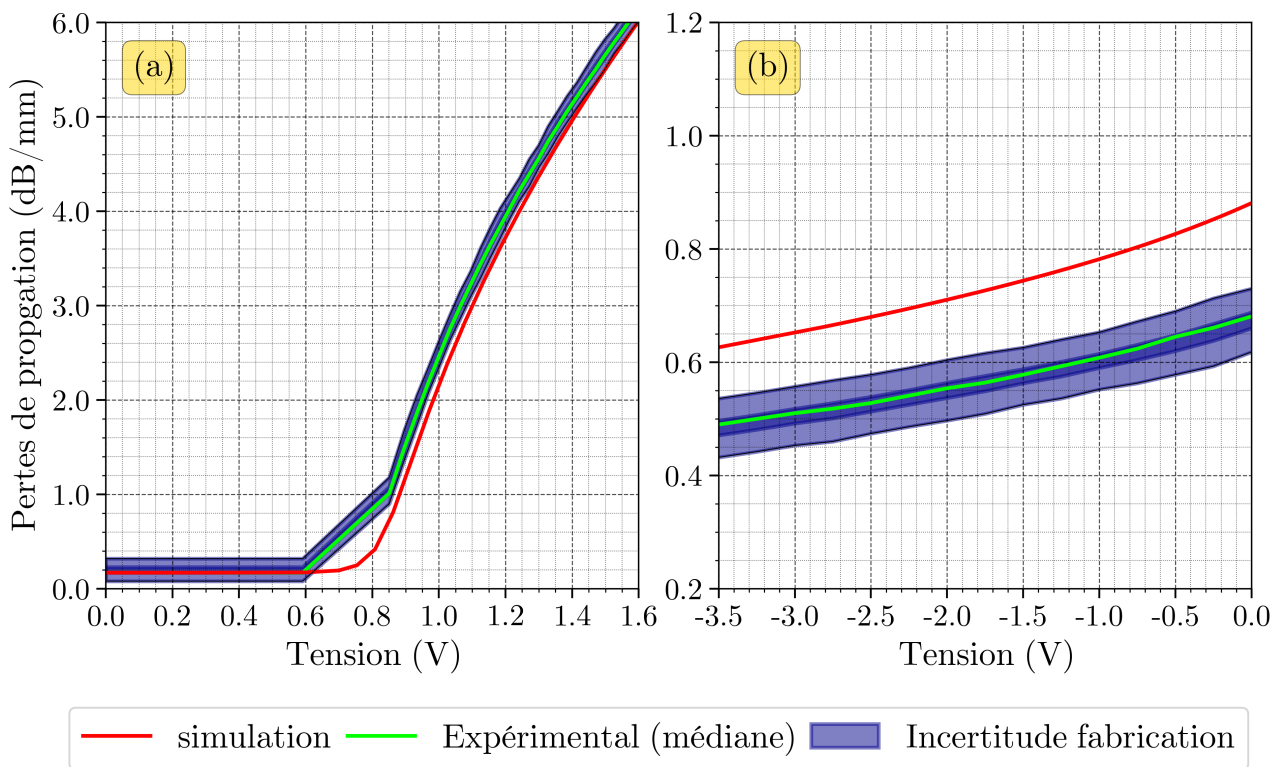 (a)
Pertes de propgation (dB/mm)
6.0
5.0
4.0
3.0
2.0
1.0
0.0
0.0 0.2 0.4 0.6 0.8 1.0 1.2 1.4 1.6
Tension (V)
(b)
1.2
1.0
0.8
0.6
0.4
0.2
-3.5 -3.0 -2.5 -2.0 -1.5 -1.0 -0.5 0.0
Tension (V)
simulation Expérimental (médiane) Incertitude fabrication